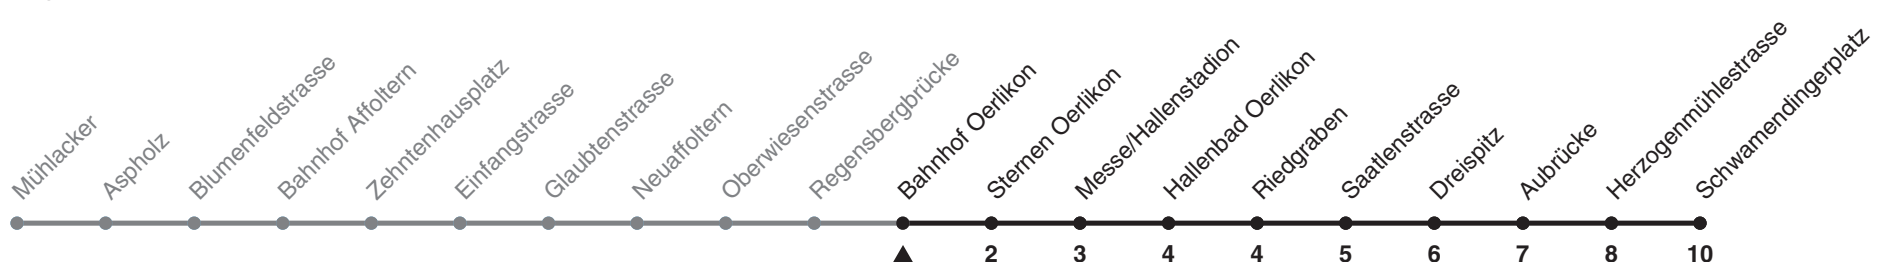 Mühlacker
Aspholz
Blumenfeldstrasse
Bahnhof Affoltern
Zehntenhausplatz
Einfangstrasse
Glaubtenstrasse
Neuaffoltern
Oberwiesenstrasse
Regensbergbrücke
Bahnhof Oerlikon
Sternen Oerlikon
Messe/Hallenstadion
Hallenbad Oerlikon
Riedgraben
Saatlenstrasse
Dreispitz
Aubrücke
Herzogenmühlestrasse
Schwamendingerplatz
2 3 4 4 5 6 7 8 10